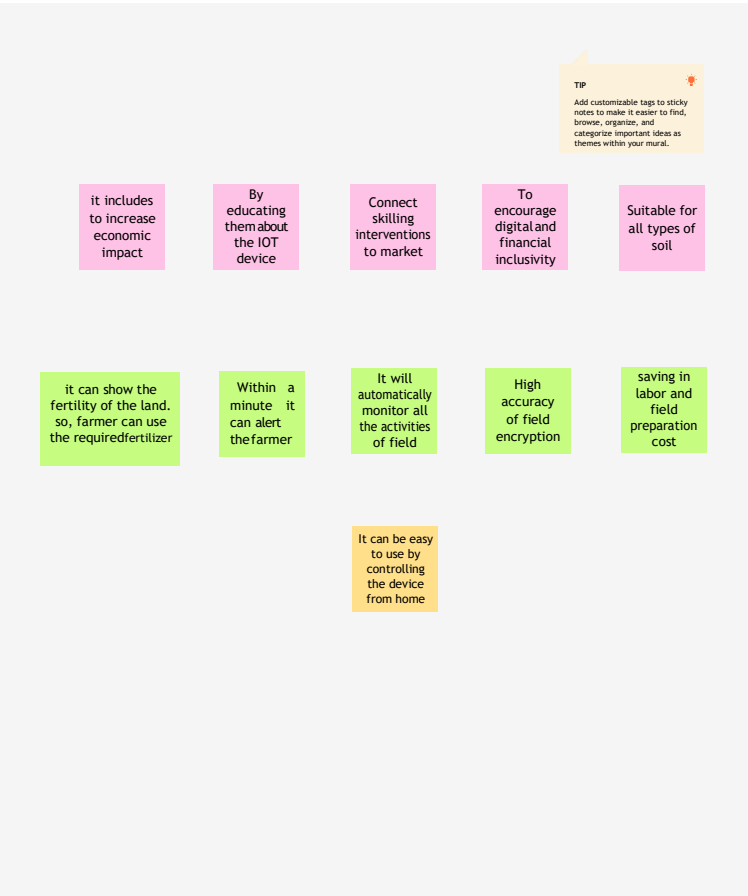 TIP
Add customizable tags to sticky
notes to make it easier to find,
browse, organize, and
categorize important ideas as
themes within your mural.
it includes
to increase
economic
impact
By
educating
them about
the IOT
device
Connect
skilling
interventions
to market
To
encourage
digital and
financial
inclusivity
Suitable for
all types of
soil
it can show the
fertility of the land.
so, farmer can use
the required fertilizer
Within a
minute it
can alert
the farmer
It will
automatically
monitor all
the activities
of field
High
accuracy
of field
encryption
saving in
labor and
field
preparation
cost
It can be easy
to use by
controlling
the device
from home